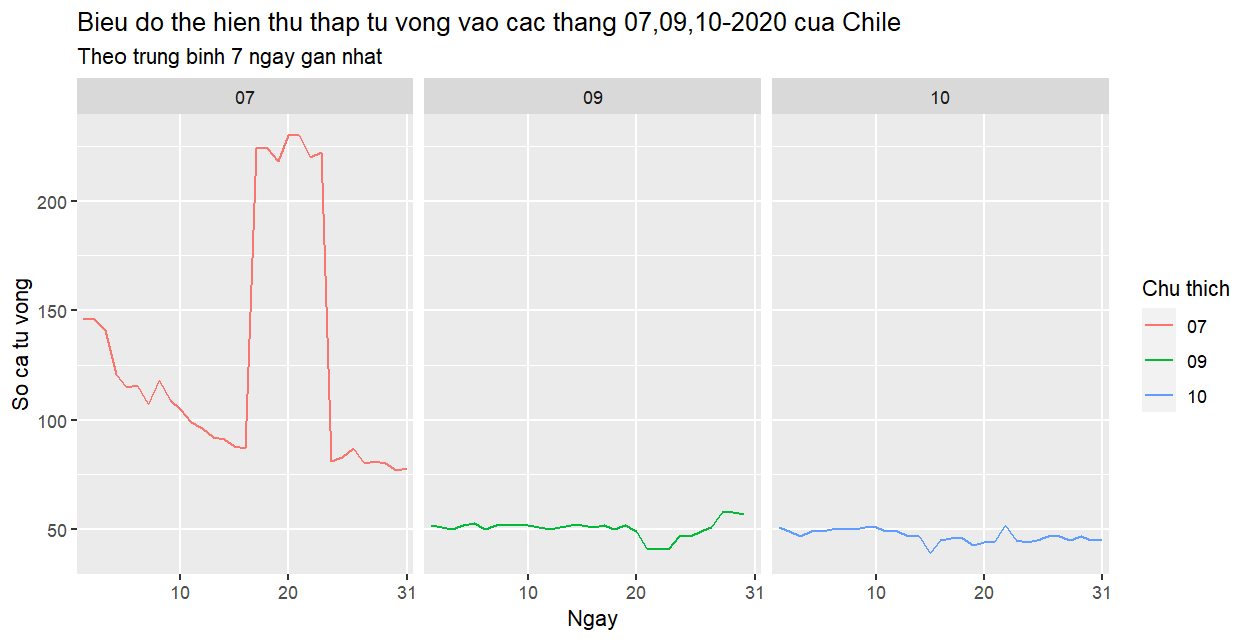 Bieu do the hien thu thap tu vong vao cac thang 07,09,10-2020 cua Chile
Theo trung binh 7 ngay gan nhat
07 09 10
200
150
100
50
So ca tu vong
10 20 31 10 20 31 10 20 31
Ngay
Chu thich
07
09
10